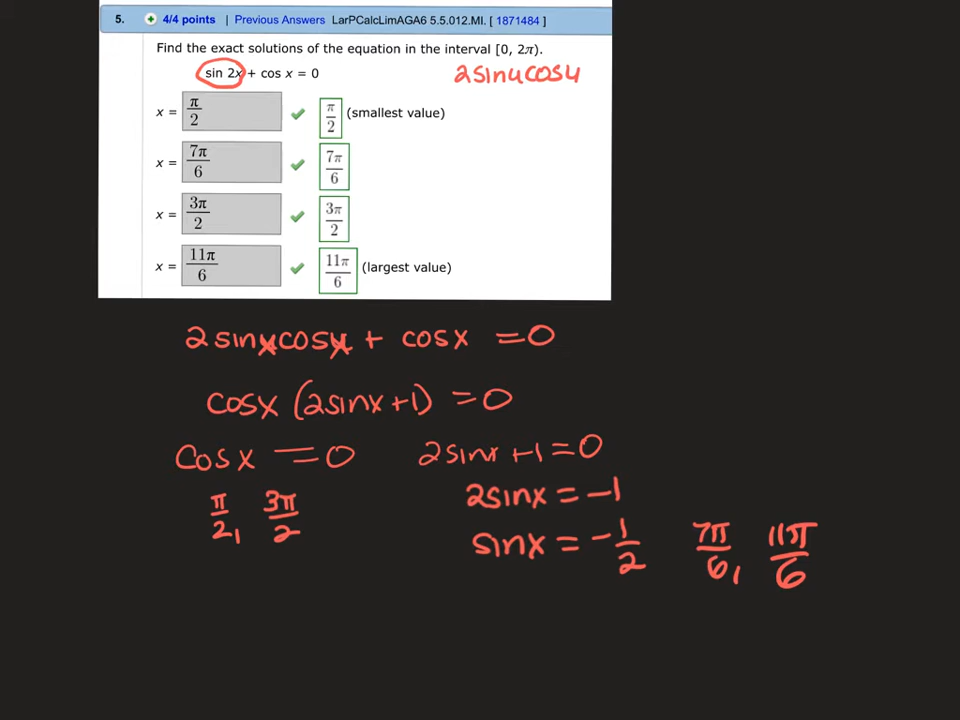 5. 4/4 points | Previous Answers LarPCalcLimAGA6 5.5.012.MI. [ 1871484 ]
Find the exact solutions of the equation in the interval [0, 2π).
sin 2x + cos x = 0
2sinucosu
x = π/2 π/2 (smallest value)
x = 7π/6 7π/6
x = 3π/2 3π/2
x = 11π/6 11π/6 (largest value)
2sinxcosx + cosx = 0
cosx (2sinx+1) = 0
cosx = 0 2sinx+1=0
π/2, 3π/2 2sinx = -1
sinx = -1/2 7π/6, 11π/6